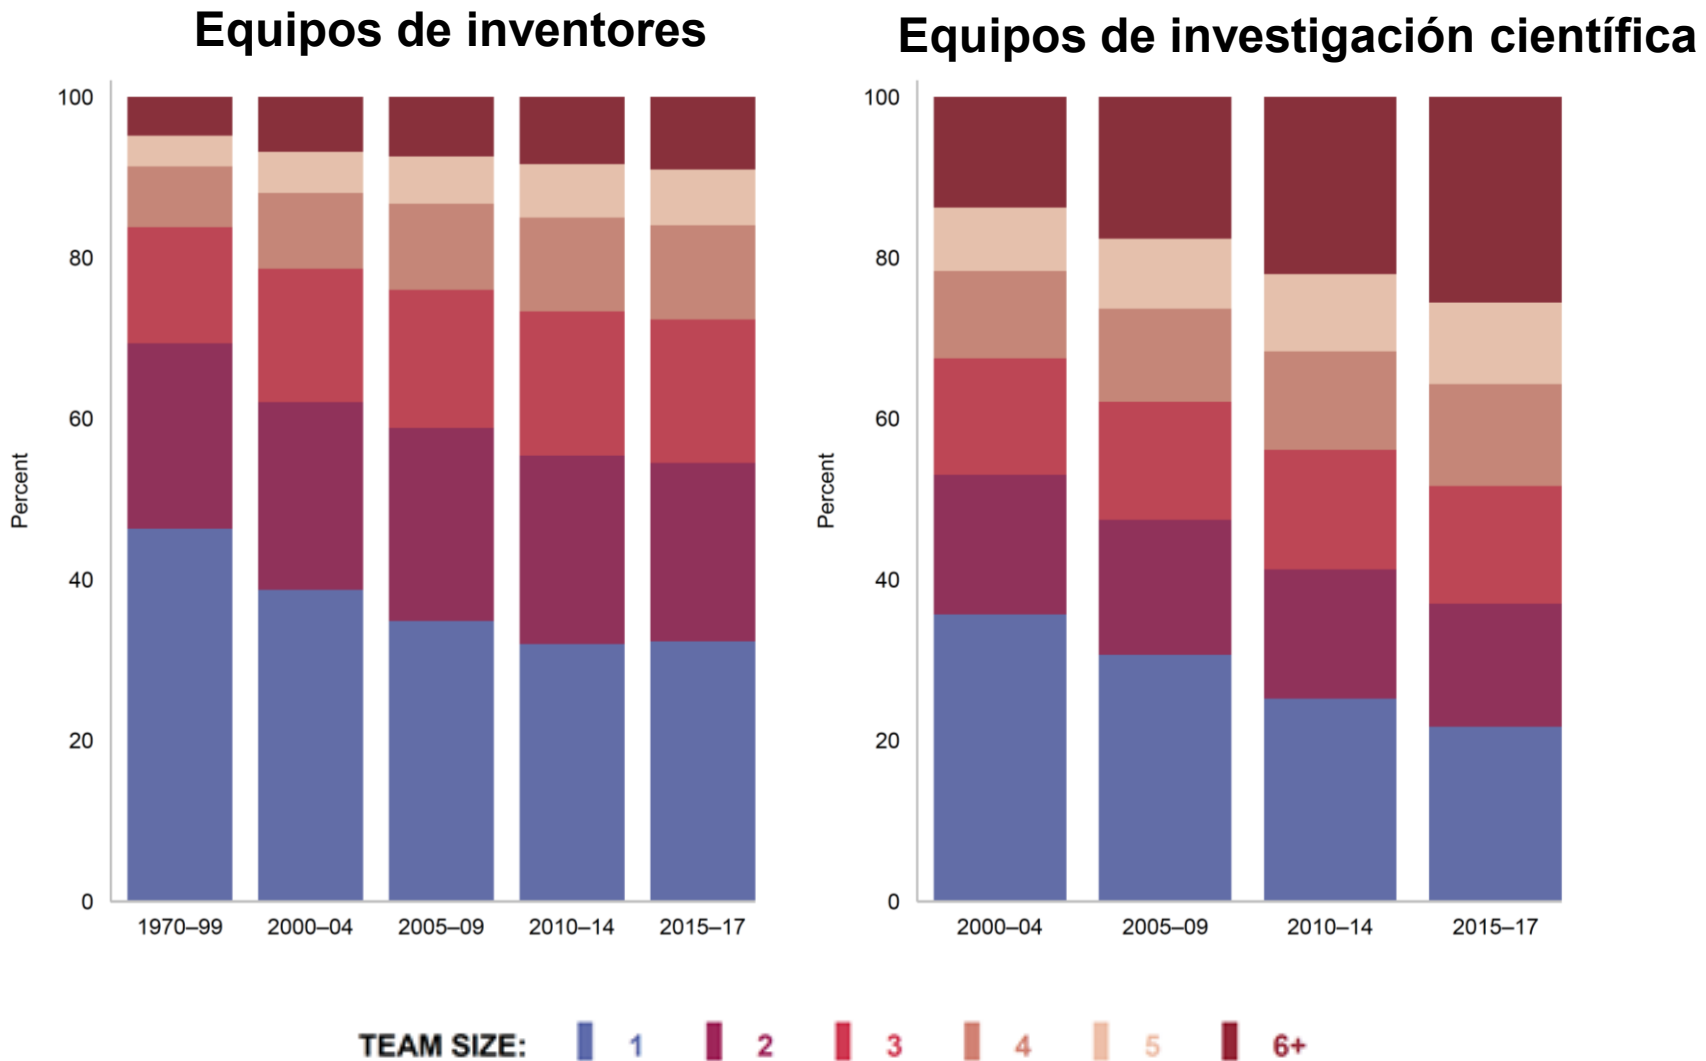 Equipos de inventores
Percent
100
80
60
40
20
0
1970–99 2000–04 2005–09 2010–14 2015–17
Equipos de investigación científica
Percent
100
80
60
40
20
0
2000–04 2005–09 2010–14 2015–17
TEAM SIZE: 1 2 3 4 5 6+